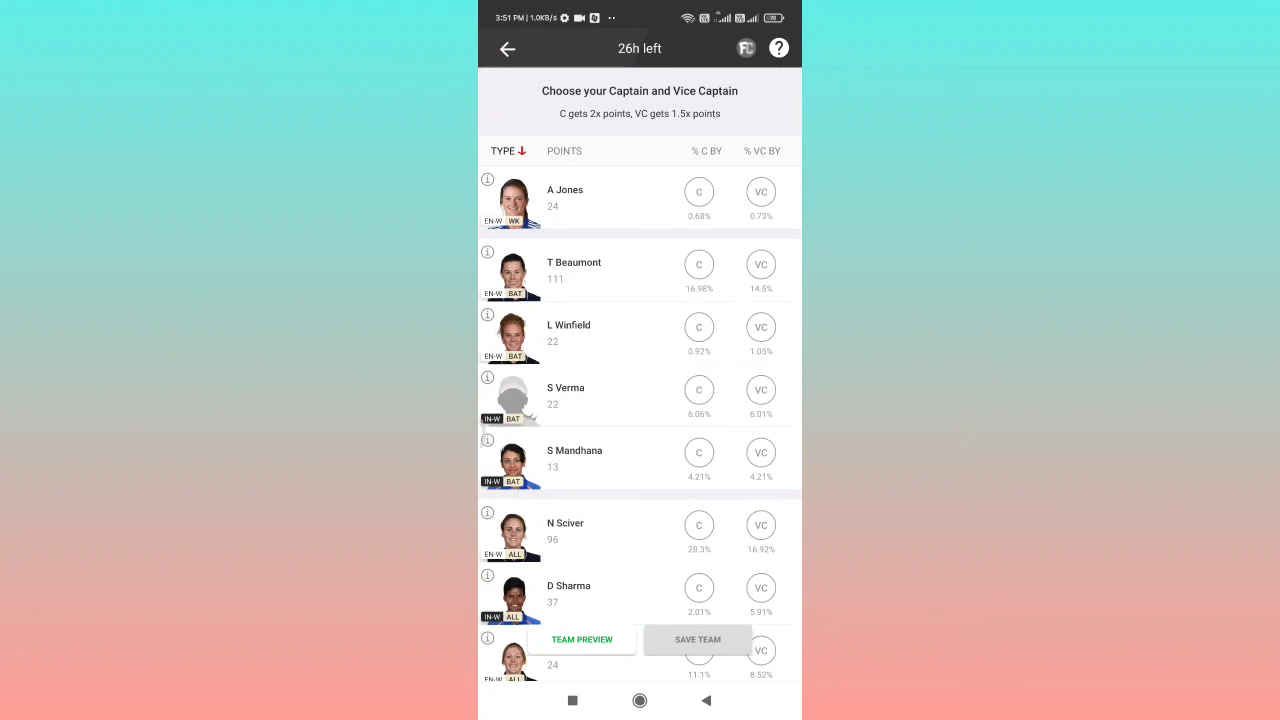 3:51 PM | 1.0KB/s
26h left
FC ?
Choose your Captain and Vice Captain
C gets 2x points, VC gets 1.5x points
TYPE POINTS % C BY % VC BY
i A Jones C VC
24 0.68% 0.73%
EN-W WK
i T Beaumont C VC
111 16.98% 14.5%
EN-W BAT
i L Winfield C VC
22 0.92% 1.05%
EN-W BAT
i S Verma C VC
22 6.06% 6.01%
IN-W BAT
i S Mandhana C VC
13 4.21% 4.21%
IN-W BAT
i N Sciver C VC
96 28.3% 16.92%
EN-W ALL
i D Sharma C VC
37 2.01% 5.91%
IN-W ALL
TEAM PREVIEW SAVE TEAM
i VC
24 11.1% 8.52%
EN-W ALL